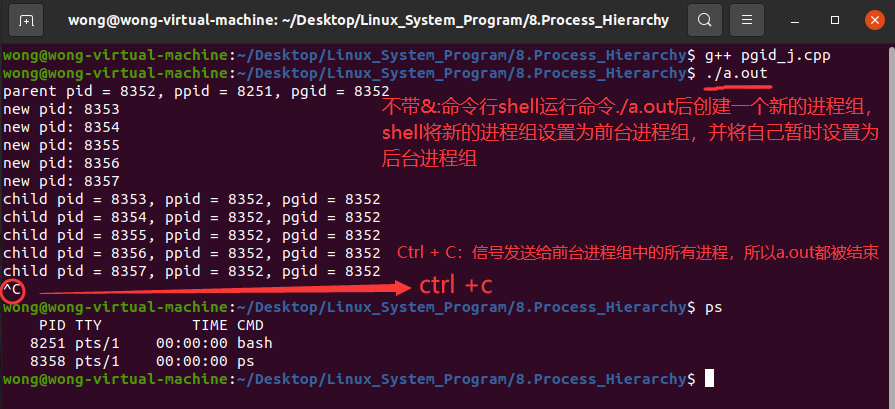 wong@wong-virtual-machine: ~/Desktop/Linux_System_Program/8.Process_Hierarchy
wong@wong-virtual-machine:~/Desktop/Linux_System_Program/8.Process_Hierarchy$ g++ pgid_j.cpp
wong@wong-virtual-machine:~/Desktop/Linux_System_Program/8.Process_Hierarchy$ ./a.out
parent pid = 8352, ppid = 8251, pgid = 8352
不带&:命令行shell运行命令./a.out后创建一个新的进程组，
shell将新的进程组设置为前台进程组，并将自己暂时设置为
后台进程组
new pid: 8353
new pid: 8354
new pid: 8355
new pid: 8356
new pid: 8357
child pid = 8353, ppid = 8352, pgid = 8352
child pid = 8354, ppid = 8352, pgid = 8352
child pid = 8355, ppid = 8352, pgid = 8352
child pid = 8356, ppid = 8352, pgid = 8352
Ctrl + C：信号发送给前台进程组中的所有进程，所以a.out都被结束
child pid = 8357, ppid = 8352, pgid = 8352
^C
ctrl +c
wong@wong-virtual-machine:~/Desktop/Linux_System_Program/8.Process_Hierarchy$ ps
PID TTY TIME CMD
8251 pts/1 00:00:00 bash
8358 pts/1 00:00:00 ps
wong@wong-virtual-machine:~/Desktop/Linux_System_Program/8.Process_Hierarchy$